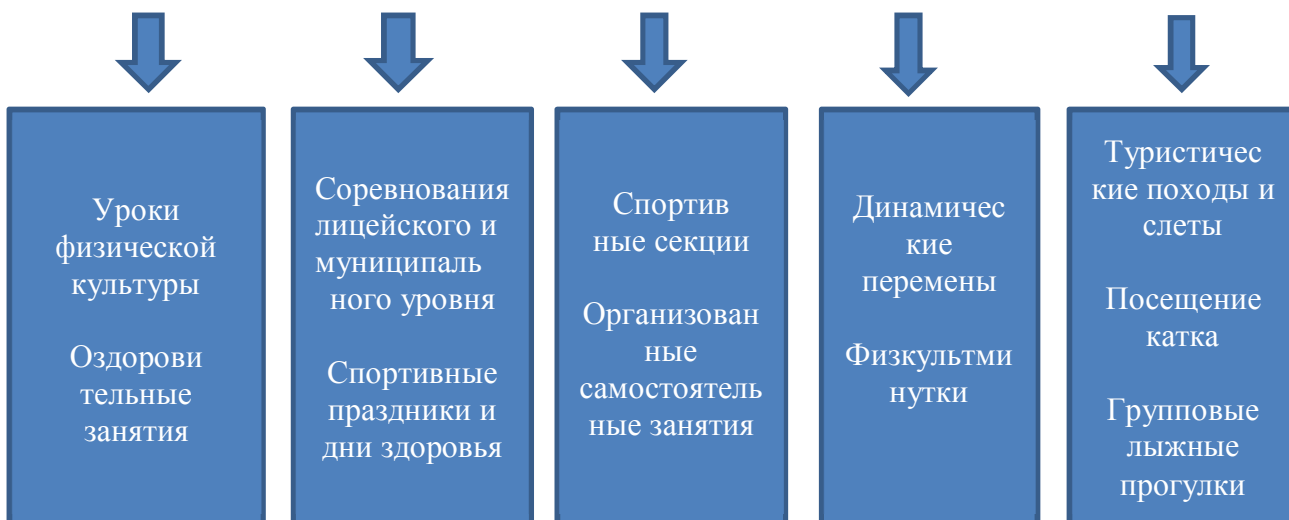 Уроки
физической
культуры
Оздорови
тельные
занятия
Соревнования
лицейского и
муниципаль
ного уровня
Спортивные
праздники и
дни здоровья
Спортив
ные секции
Организован
ные
самостоятель
ные занятия
Динамичес
кие
перемены
Физкультми
нутки
Туристичес
кие походы и
слеты
Посещение
катка
Групповые
лыжные
прогулки